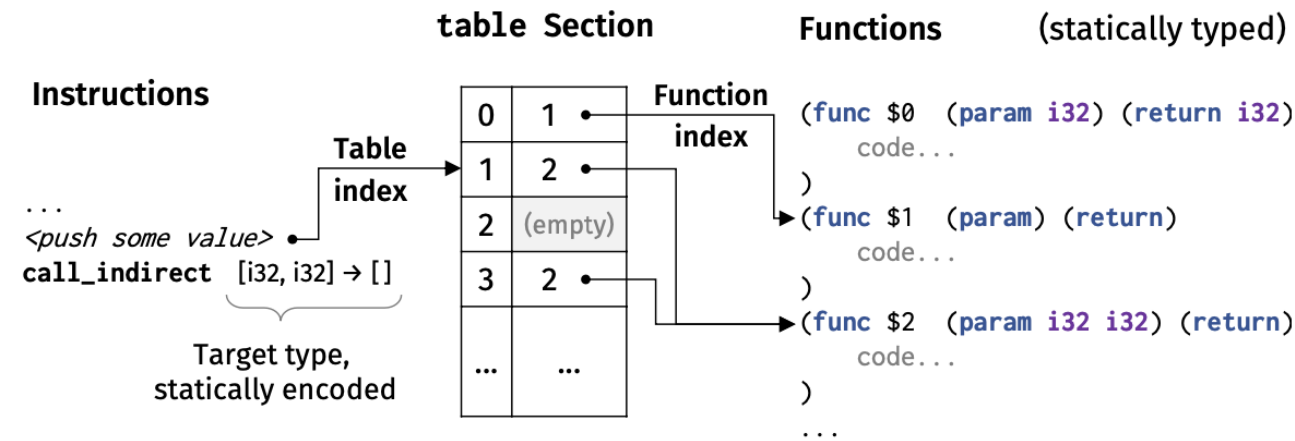 table Section
Functions (statically typed)
Instructions
...
<push some value>
call_indirect [i32, i32] → []
Target type,
statically encoded
Table
index
0 1
1 2
2 (empty)
3 2
... ...
Function
index
(func $0 (param i32) (return i32)
code...
)
(func $1 (param) (return)
code...
)
(func $2 (param i32 i32) (return)
code...
)
...